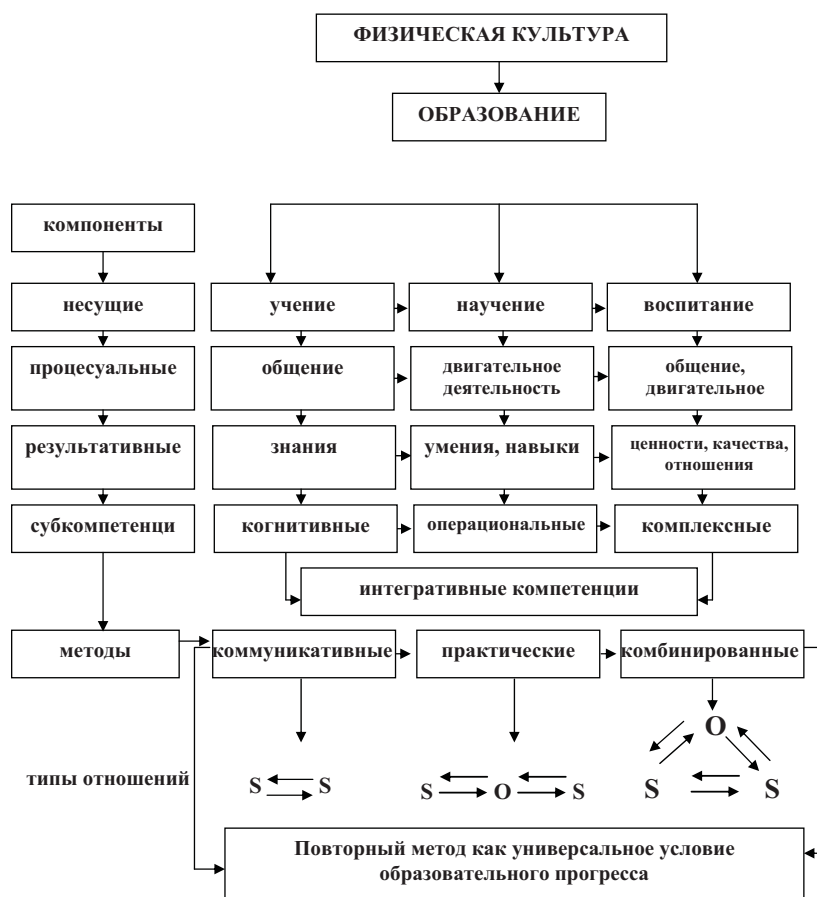 ФИЗИЧЕСКАЯ КУЛЬТУРА
ОБРАЗОВАНИЕ
компоненты
несущие учение научение воспитание
процесуальные общение двигательное деятельность общение, двигательное
результативные знания умения, навыки ценности, качества, отношения
субкомпетенци когнитивные операциональные комплексные
интегративные компетенции
методы коммуникативные практические комбинированные
O
типы отношений
S S S O S S S
Повторный метод как универсальное условие
образовательного прогресса